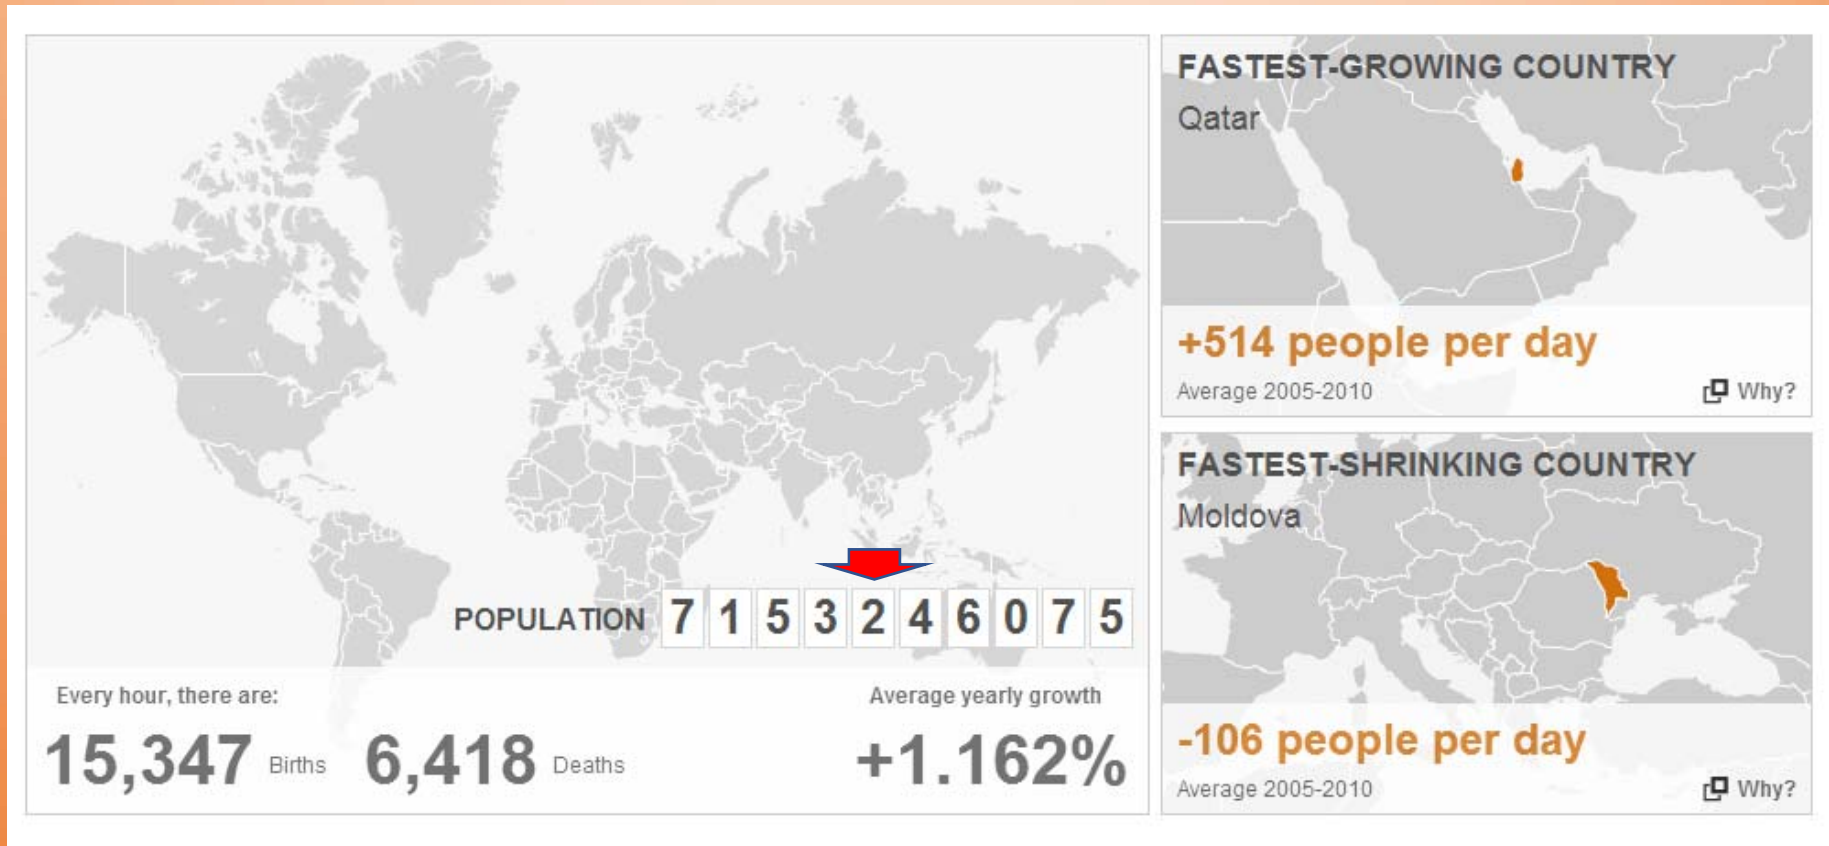 POPULATION 7 1 5 3 2 4 6 0 7 5
Every hour, there are:
15,347 Births 6,418 Deaths
Average yearly growth
+1.162%
FASTEST-GROWING COUNTRY
Qatar
+514 people per day
Average 2005-2010 Why?
FASTEST-SHRINKING COUNTRY
Moldova
-106 people per day
Average 2005-2010 Why?